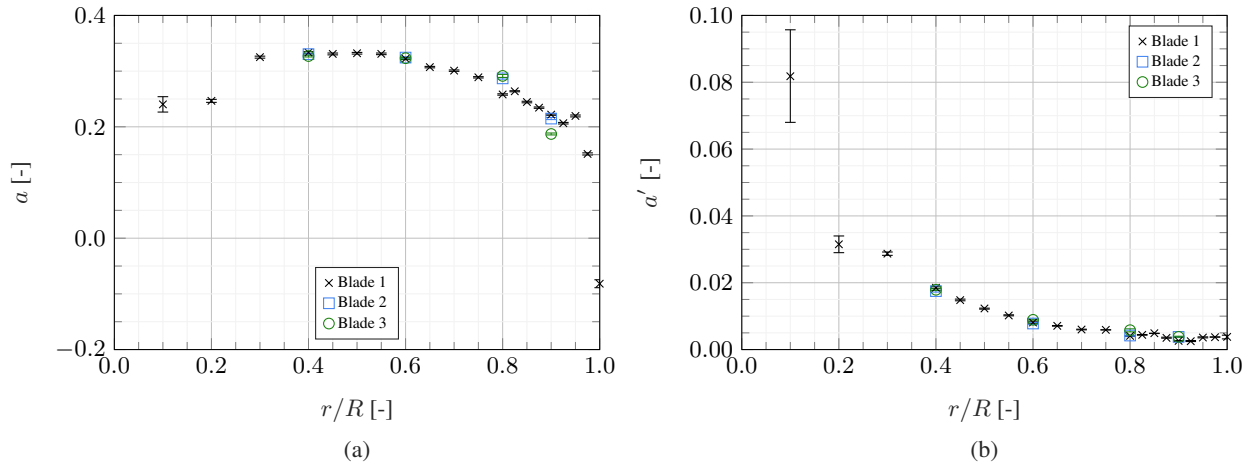 0.4
0.2
0.0
−0.2
a [-]
0.0 0.2 0.4 0.6 0.8 1.0
r/R [-]
Blade 1
Blade 2
Blade 3
(a)
0.10
0.08
0.06
0.04
0.02
0.00
a′ [-]
0.0 0.2 0.4 0.6 0.8 1.0
r/R [-]
Blade 1
Blade 2
Blade 3
(b)